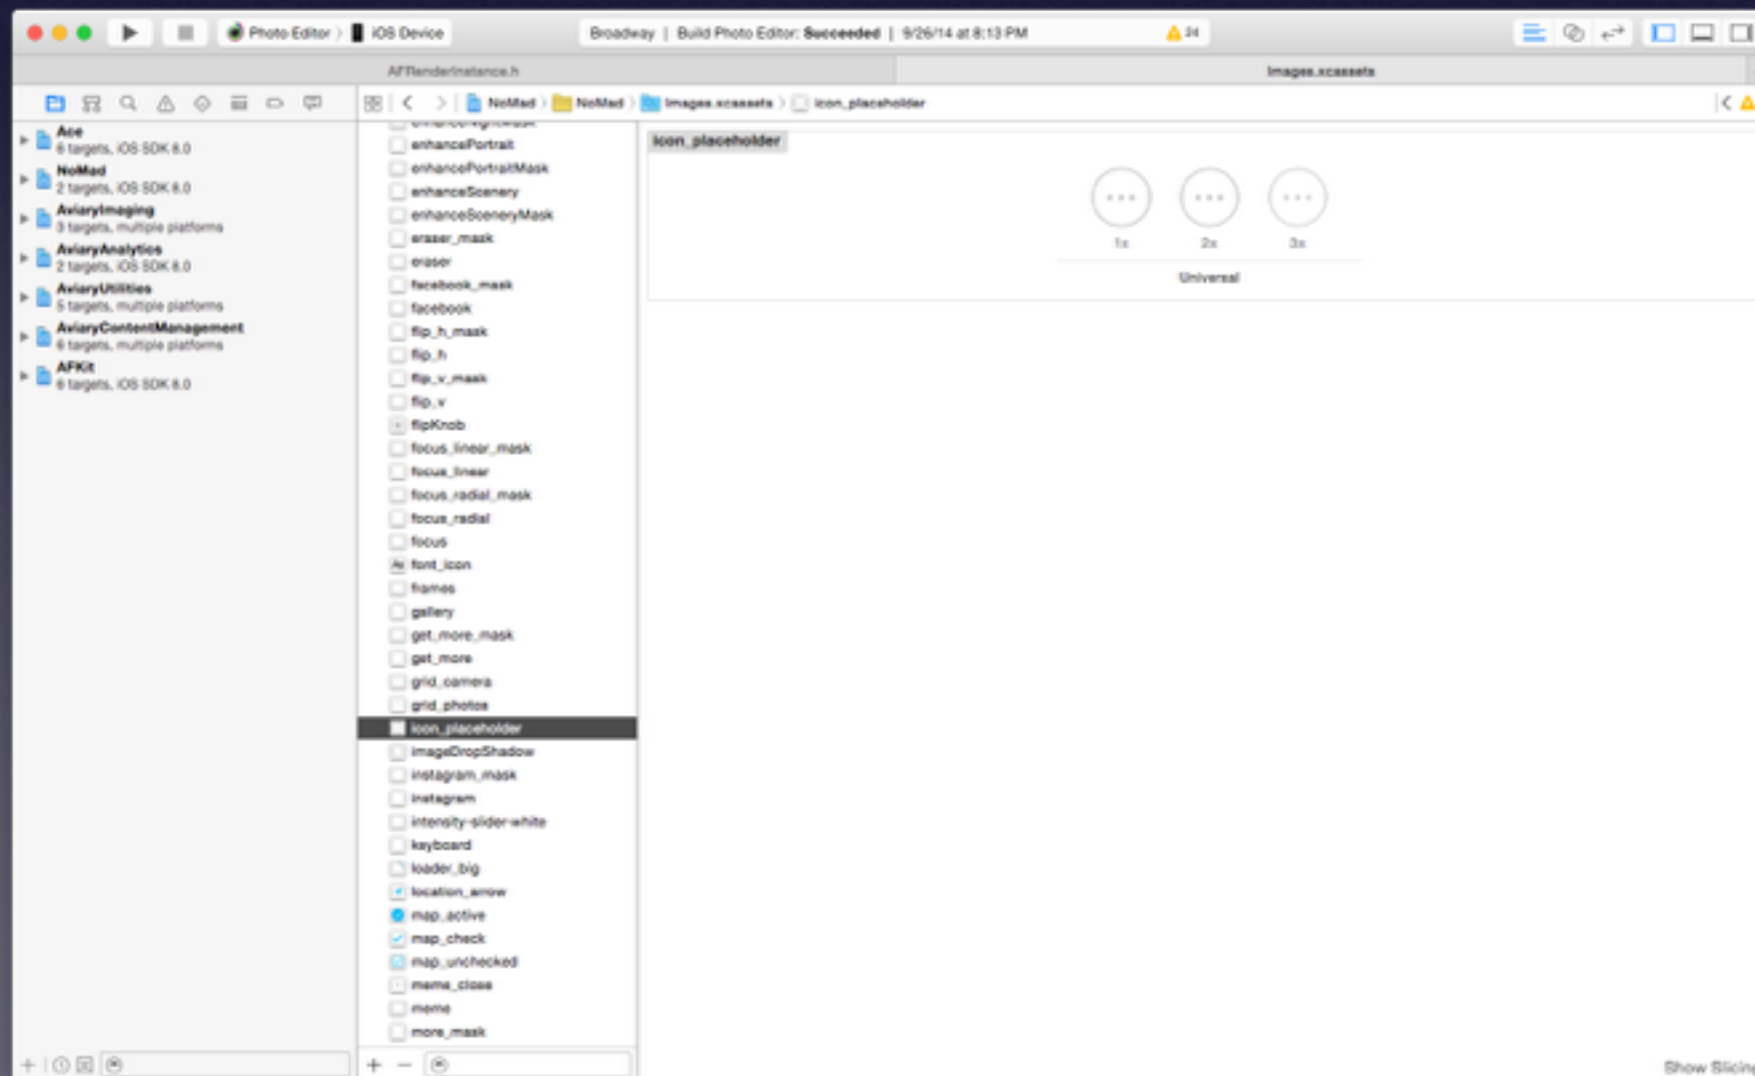 Photo Editor iOS Device Broadway | Build Photo Editor: Succeeded | 9/26/14 at 8:13 PM 24
AFRenderInstance.h Images.xcassets
NoMad NoMad Images.xcassets icon_placeholder
Ace
6 targets, iOS SDK 8.0
NoMad
2 targets, iOS SDK 8.0
AviaryImaging
3 targets, multiple platforms
AviaryAnalytics
2 targets, iOS SDK 8.0
AviaryUtilities
5 targets, multiple platforms
AviaryContentManagement
6 targets, multiple platforms
AFKit
6 targets, iOS SDK 8.0
enhanceNightMask
enhancePortrait
enhancePortraitMask
enhanceScenery
enhanceSceneryMask
eraser_mask
eraser
facebook_mask
facebook
flip_h_mask
flip_h
flip_v_mask
flip_v
flipKnob
focus_linear_mask
focus_linear
focus_radial_mask
focus_radial
focus
font_icon
frames
gallery
get_more_mask
get_more
grid_camera
grid_photos
icon_placeholder
imageDropShadow
instagram_mask
instagram
intensity-slider-white
keyboard
loader_big
location_arrow
map_active
map_check
map_unchecked
meme_close
meme
more_mask
icon_placeholder
1x 2x 3x
Universal
Show Slicing